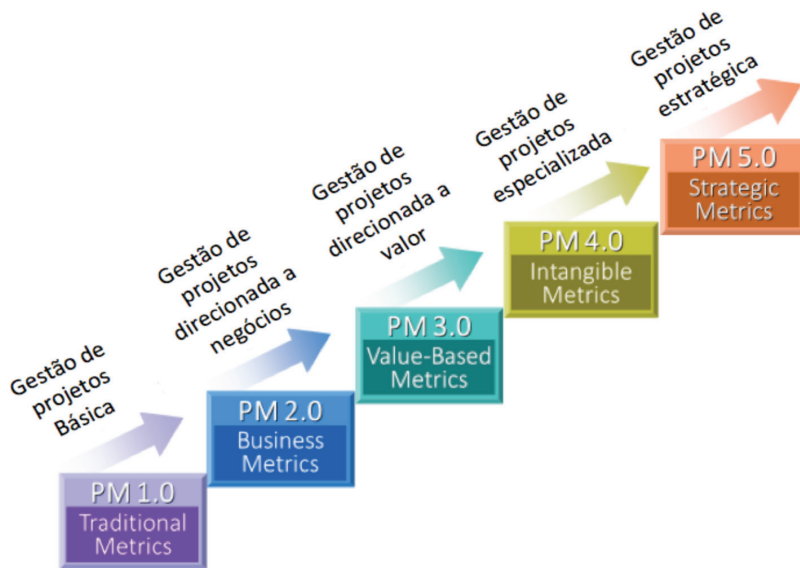 Gestão de
projetos
Básica
PM 1.0
Traditional
Metrics
Gestão de
projetos
direcionada a
negócios
PM 2.0
Business
Metrics
Gestão de
projetos
direcionada a
valor
PM 3.0
Value-Based
Metrics
Gestão de
projetos
especializada
PM 4.0
Intangible
Metrics
Gestão de
projetos
estratégica
PM 5.0
Strategic
Metrics